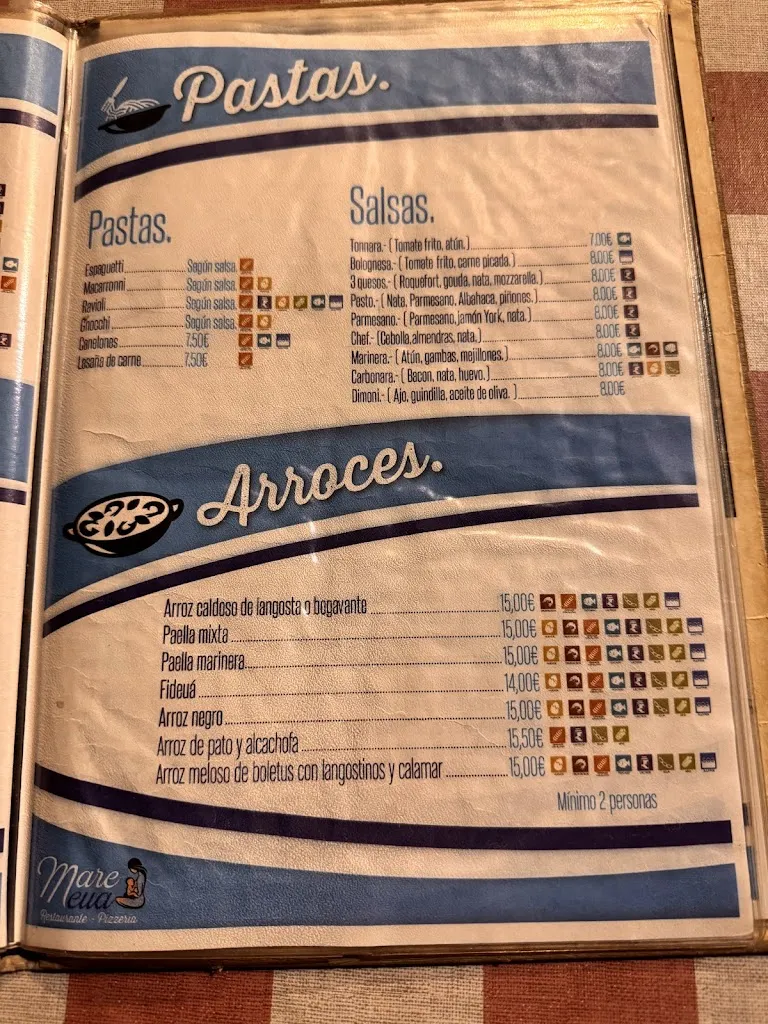 Pastas.
Pastas.
Espaguetti Según salsa.
Macarronni Según salsa.
Ravioli Según salsa.
Ghocchi Según salsa.
Canelones 7.50€
Lasaña de carne 7.50€
Salsas.
Tonnara.- ( Tomate frito, atún.) 7.00€
Bolognesa.- ( Tomate frito, carne picada.) 8.00€
3 quesos.- ( Roquefort, gouda, nata, mozzarella.) 8.00€
Pesto.- ( Nata, Parmesano, Albahaca, piñones.) 8.00€
Parmesano.- ( Parmesano, jamón York, nata.) 8.00€
Chef.- (Cebolla,almendras, nata,) 8.00€
Marinera.- ( Atún, gambas, mejillones.) 8.00€
Carbonara.- ( Bacon, nata, huevo.) 8.00€
Dimoni.- ( Ajo, guindilla, aceite de oliva. ) 8.00€
Arroces.
Arroz caldoso de langosta o bogavante 15,00€
Paella mixta 15,00€
Paella marinera 15,00€
Fideuá 14,00€
Arroz negro 15,00€
Arroz de pato y alcachofa 15,50€
Arroz meloso de boletus con langostinos y calamar 15,00€
Mínimo 2 personas
Mare
Meua
Restaurante - Pizzeria